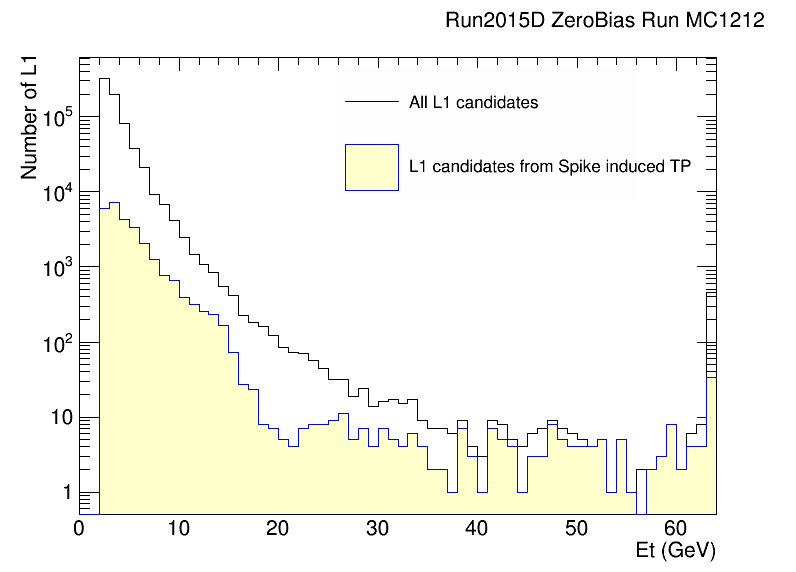 Run2015D ZeroBias Run MC1212
Number of L1
All L1 candidates
L1 candidates from Spike induced TP
10^5
10^4
10^3
10^2
10
1
0 10 20 30 40 50 60
Et (GeV)